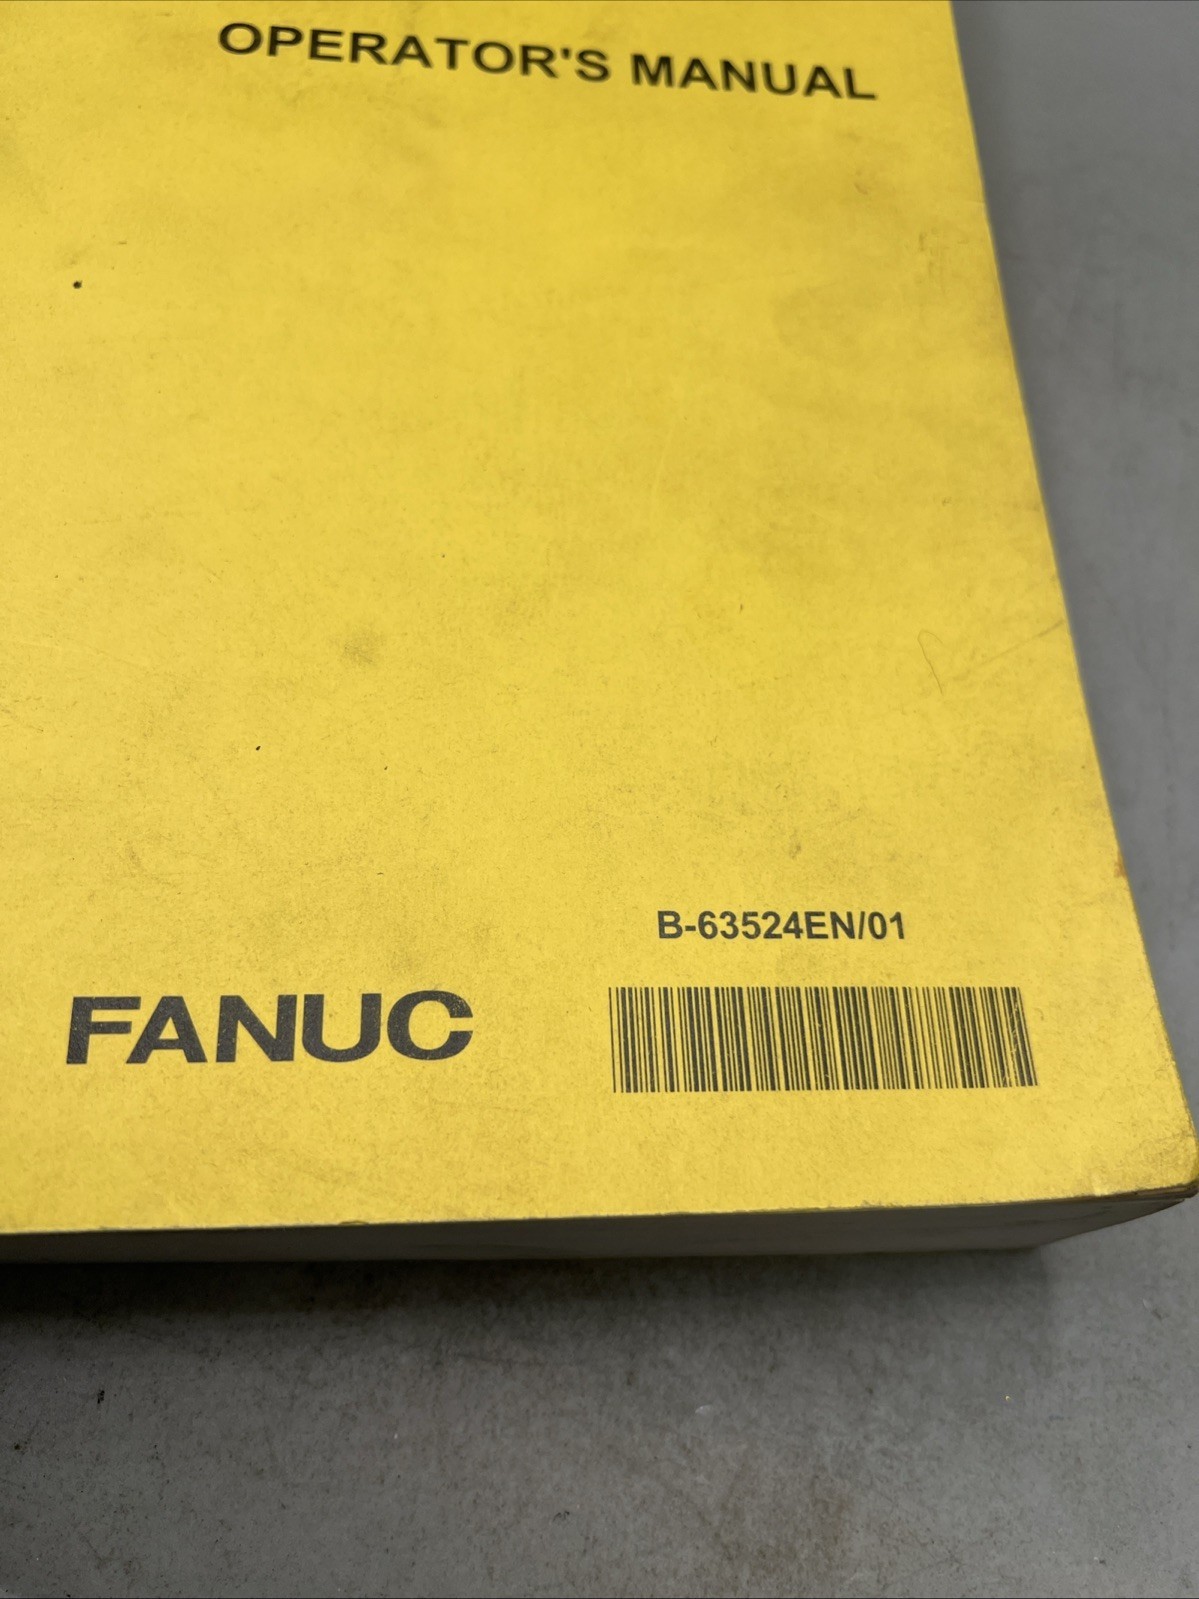 OPERATOR'S MANUAL
B-63524EN/01
FANUC